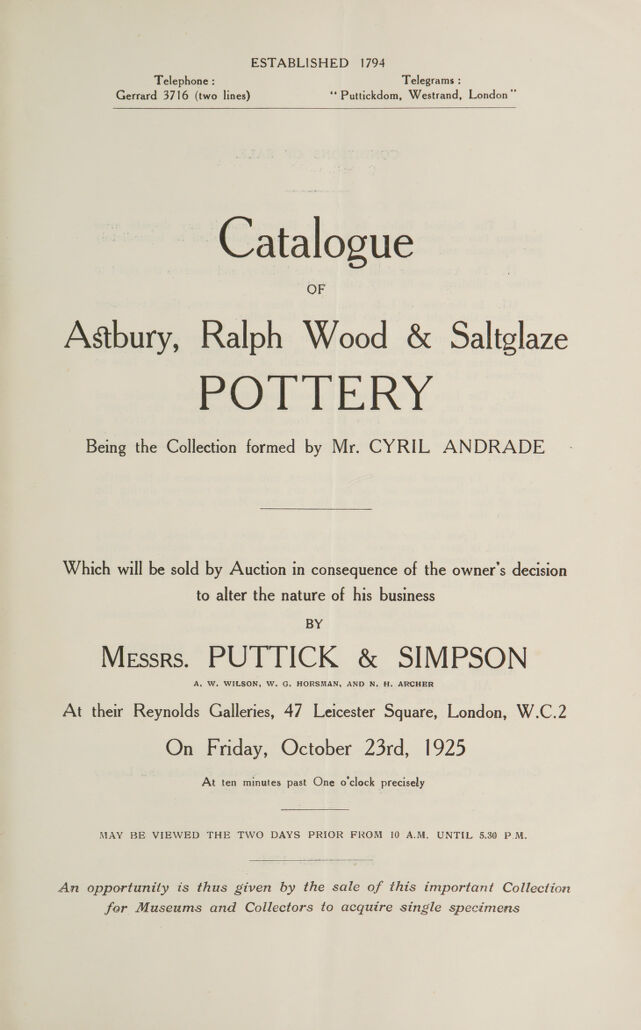 ESTABLISHED 1794
Telephone :
Gerrard 3716 (two lines)
Telegrams :
"Puttickdom, Westrand, London"
Catalogue
OF
Astbury, Ralph Wood & Saltglaze
POTTERY
Being the Collection formed by Mr. CYRIL ANDRADE
Which will be sold by Auction in consequence of the owner's decision
to alter the nature of his business
BY
MESSRS. PUTTICK & SIMPSON
A. W. WILSON, W. G. HORSMAN, AND N. H. ARCHER
At their Reynolds Galleries, 47 Leicester Square, London, W.C.2
On Friday, October 23rd, 1925
At ten minutes past One o'clock precisely
MAY BE VIEWED THE TWO DAYS PRIOR FROM 10 A.M. UNTIL 5.30 P.M.
An opportunity is thus given by the sale of this important Collection
for Museums and Collectors to acquire single specimens